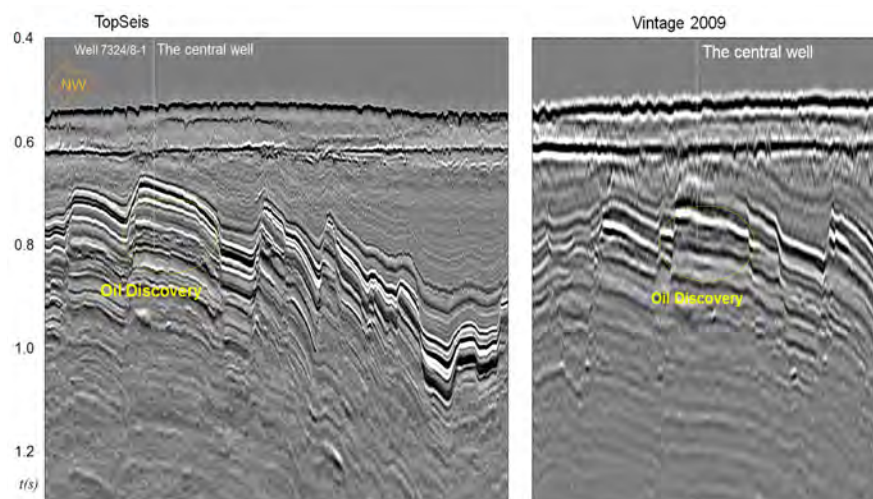 TopSeis
Vintage 2009
0.4
Well 7324/8-1
The central well
The central well
NW
0.6
0.8
Oil Discovery
Oil Discovery
1.0
1.2
t(s)